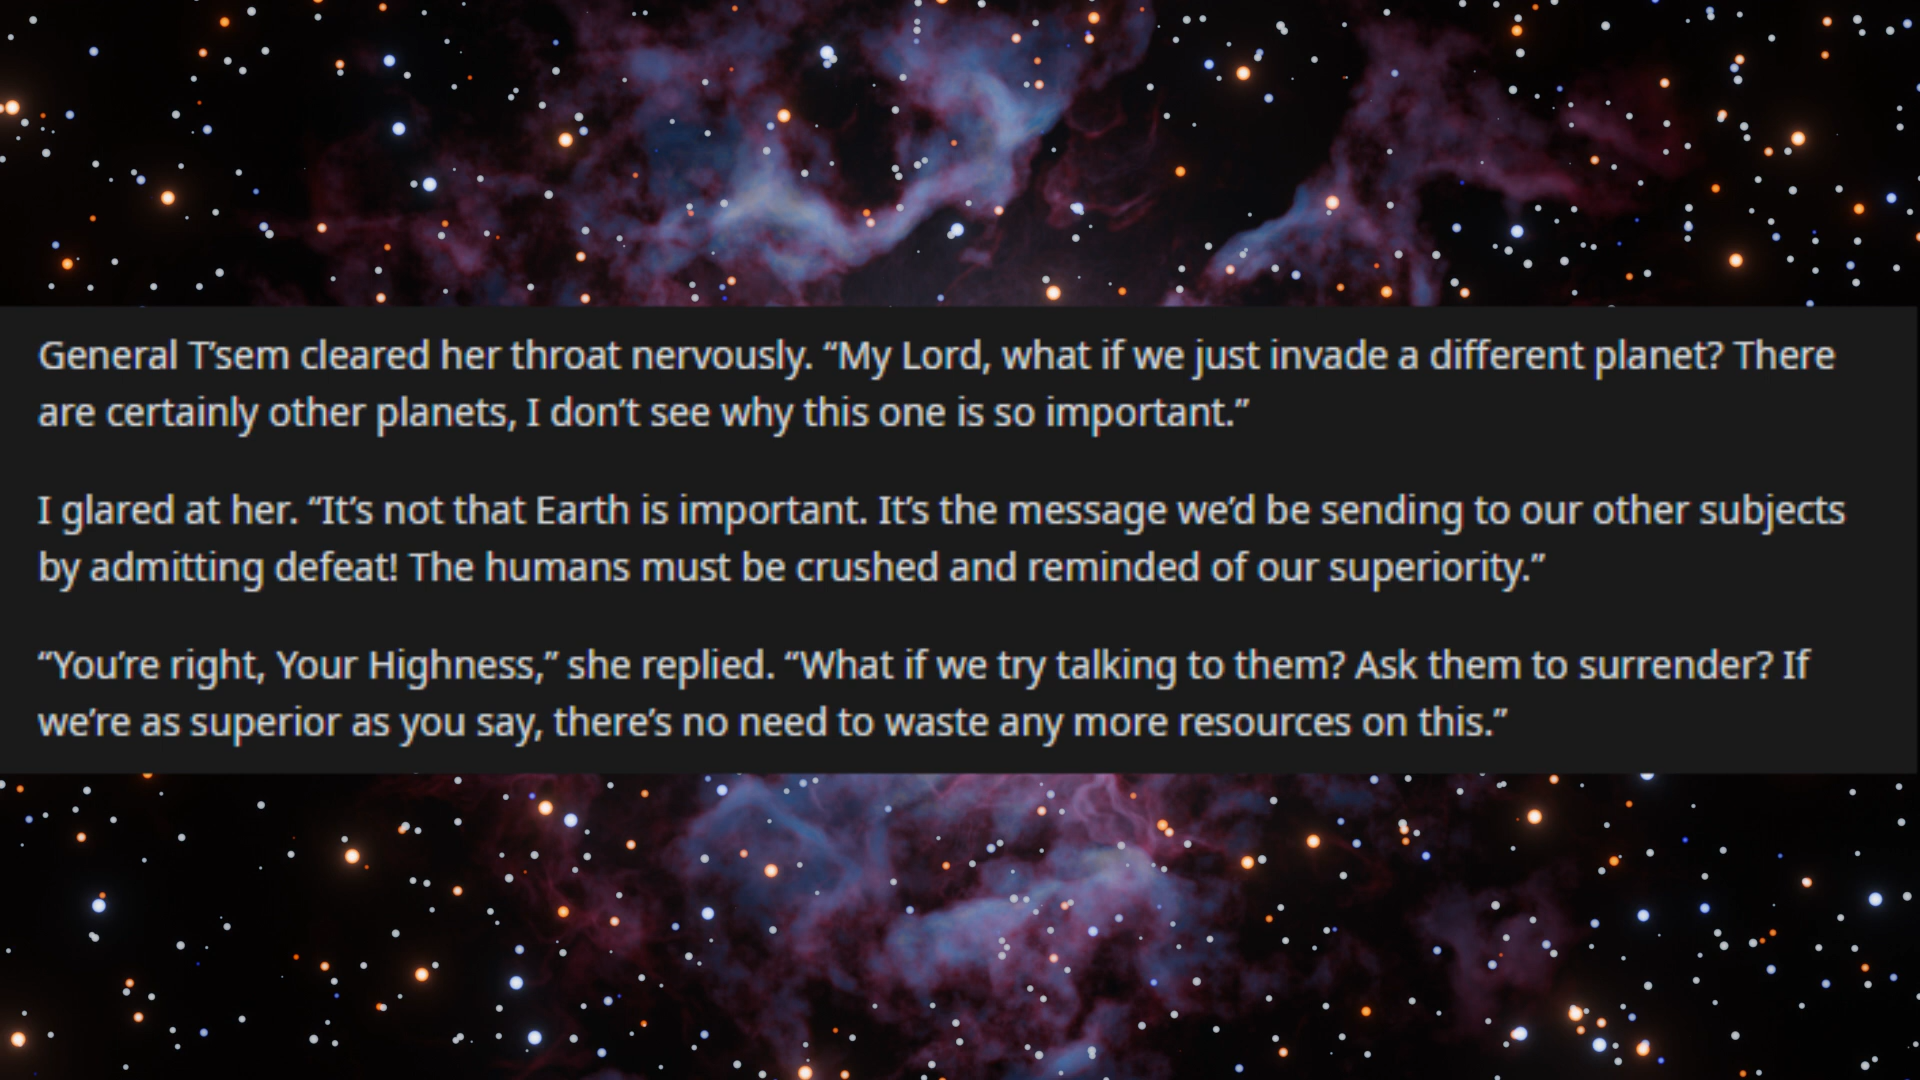 General T’sem cleared her throat nervously. “My Lord, what if we just invade a different planet? There
are certainly other planets, I don’t see why this one is so important.”
I glared at her. “It’s not that Earth is important. It’s the message we’d be sending to our other subjects
by admitting defeat! The humans must be crushed and reminded of our superiority.”
“You’re right, Your Highness,” she replied. “What if we try talking to them? Ask them to surrender? If
we’re as superior as you say, there’s no need to waste any more resources on this.”